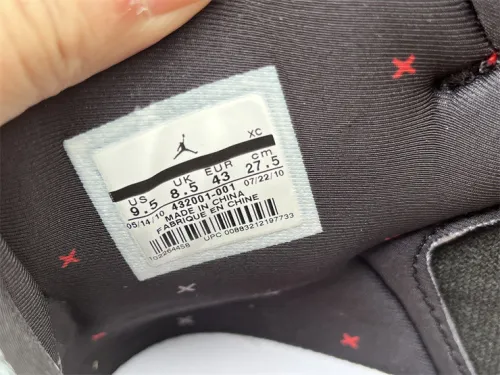 XC
US UK EUR cm
9.5 8.5 43 27.5
05/14/10 432001-001 07/22/10
MADE IN CHINA
FABRIQUE EN CHINE
102264458 UPC 00883212197733